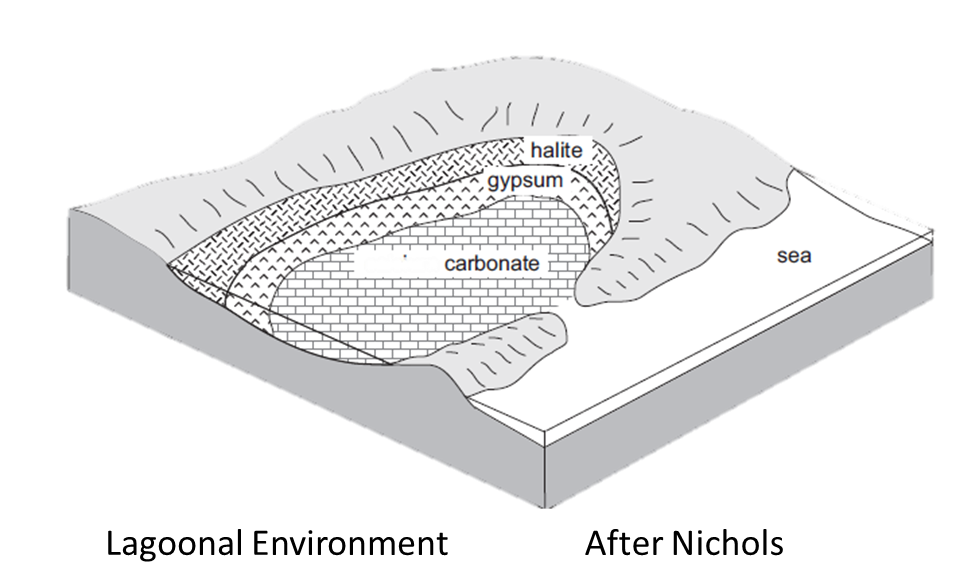 halite
gypsum
carbonate
sea
Lagoonal Environment
After Nichols